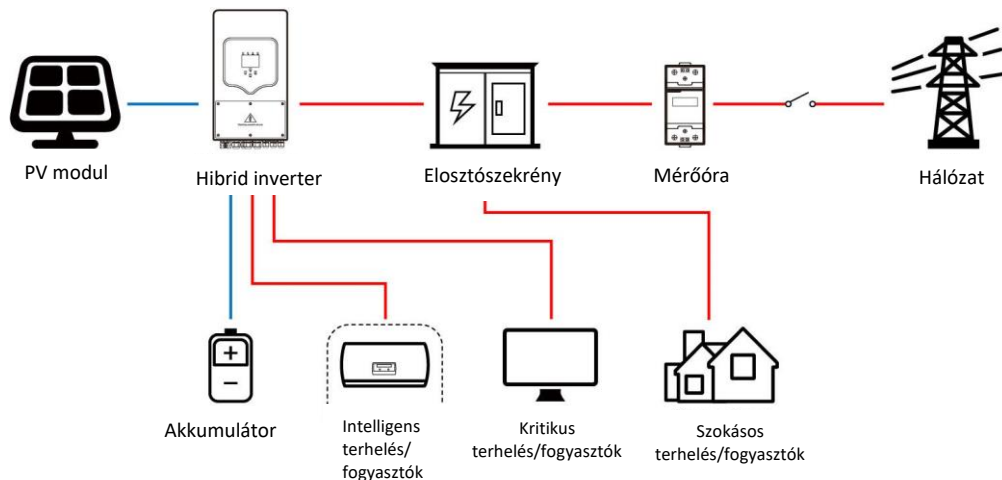 PV modul
Hibrid inverter
Elosztószekrény
Mérőóra
Hálózat
Akkumulátor
Intelligens
terhelés/
fogyasztók
Kritikus
terhelés/fogyasztók
Szokásos
terhelés/fogyasztók